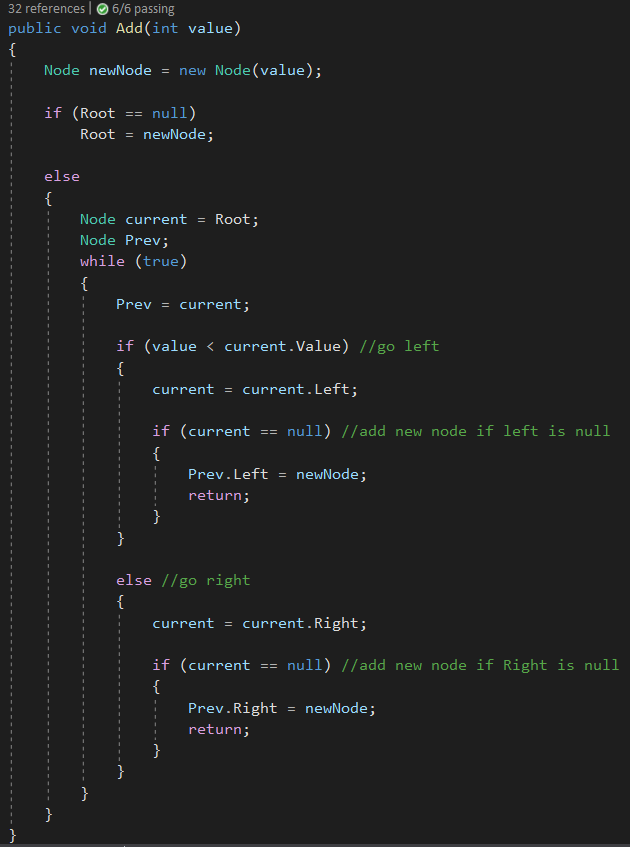 32 references | 6/6 passing
public void Add(int value)
{
Node newNode = new Node(value);
if (Root == null)
Root = newNode;
else
{
Node current = Root;
Node Prev;
while (true)
{
Prev = current;
if (value < current.Value) //go left
{
current = current.Left;
if (current == null) //add new node if left is null
{
Prev.Left = newNode;
return;
}
}
else //go right
{
current = current.Right;
if (current == null) //add new node if Right is null
{
Prev.Right = newNode;
return;
}
}
}
}
}